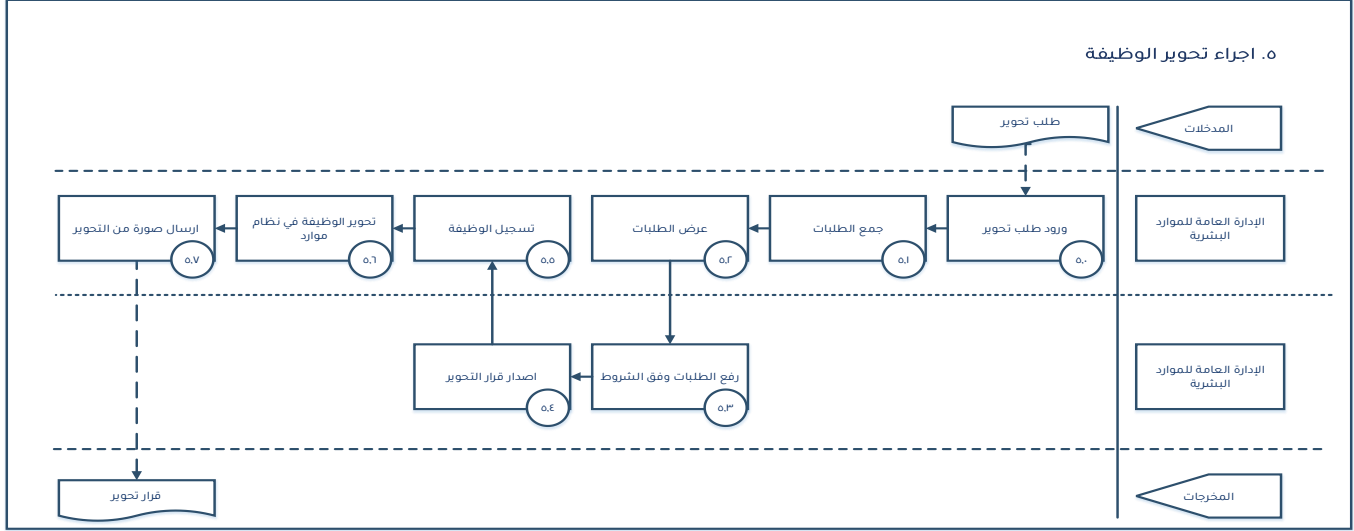 ٥. اجراء تحوير الوظيفة
المدخلات
طلب تحوير
الإدارة العامة للموارد
البشرية
ورود طلب تحوير
٥,٠
جمع الطلبات
٥,١
عرض الطلبات
٥,٢
تسجيل الوظيفة
٥,٥
تحوير الوظيفة في نظام
موارد
٥,٦
ارسال صورة من التحوير
٥,٧
الإدارة العامة للموارد
البشرية
رفع الطلبات وفق الشروط
٥,٣
اصدار قرار التحوير
٥,٤
المخرجات
قرار تحوير